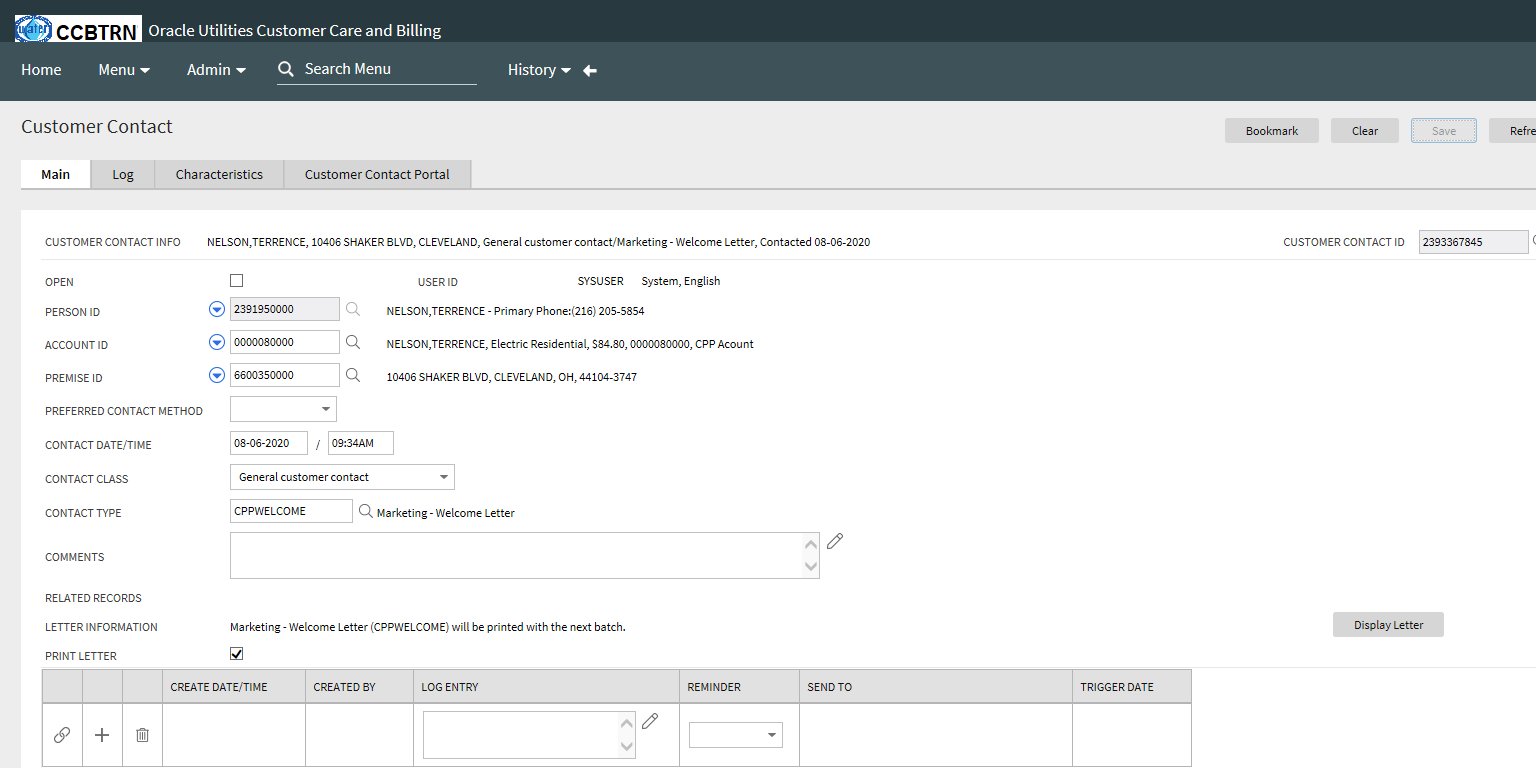 water CCBTRN Oracle Utilities Customer Care and Billing
Home Menu Admin Search Menu History
Customer Contact Bookmark Clear Save Refre
Main Log Characteristics Customer Contact Portal
CUSTOMER CONTACT INFO NELSON,TERRENCE, 10406 SHAKER BLVD, CLEVELAND, General customer contact/Marketing - Welcome Letter, Contacted 08-06-2020 CUSTOMER CONTACT ID 2393367845
OPEN USER ID SYSUSER System, English
PERSON ID 2391950000 NELSON,TERRENCE - Primary Phone:(216) 205-5854
ACCOUNT ID 0000080000 NELSON,TERRENCE, Electric Residential, $84.80, 0000080000, CPP Acount
PREMISE ID 6600350000 10406 SHAKER BLVD, CLEVELAND, OH, 44104-3747
PREFERRED CONTACT METHOD
CONTACT DATE/TIME 08-06-2020 / 09:34AM
CONTACT CLASS General customer contact
CONTACT TYPE CPPWELCOME Marketing - Welcome Letter
COMMENTS
RELATED RECORDS
LETTER INFORMATION Marketing - Welcome Letter (CPPWELCOME) will be printed with the next batch. Display Letter
PRINT LETTER
CREATE DATE/TIME CREATED BY LOG ENTRY REMINDER SEND TO TRIGGER DATE